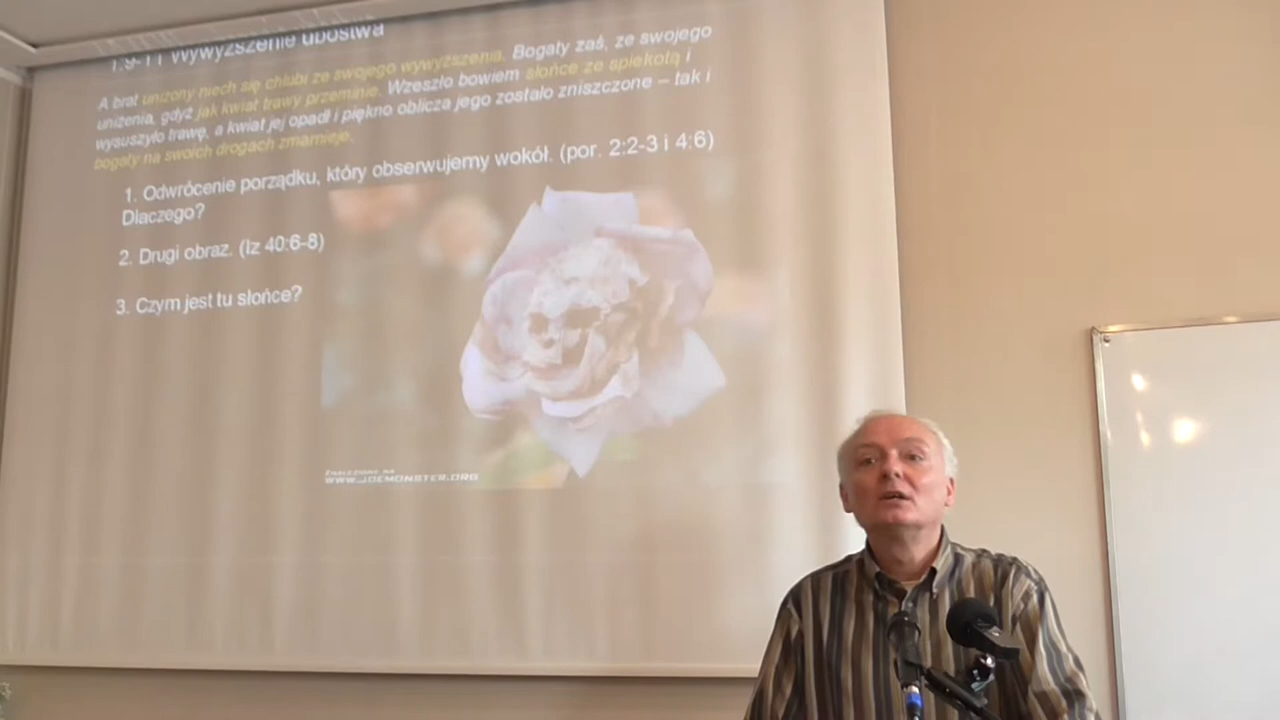 1:9-11 Wywyższenie ubóstwa
A brat uniżony niech się chlubi ze swojego wywyższenia. Bogaty zaś, ze swojego
uniżenia, gdyż jak kwiat trawy przeminie. Wzeszło bowiem słońce ze spiekotą i
wysuszyło trawę, a kwiat jej opadł i piękno oblicza jego zostało zniszczone – tak i
bogaty na swoich drogach zmarnieje.
1. Odwrócenie porządku, który obserwujemy wokół. (por. 2:2-3 i 4:6)
Dlaczego?
2. Drugi obraz. (Iz 40:6-8)
3. Czym jest tu słońce?
ZNALEZIONE NA
WWW.JOEMONSTER.ORG